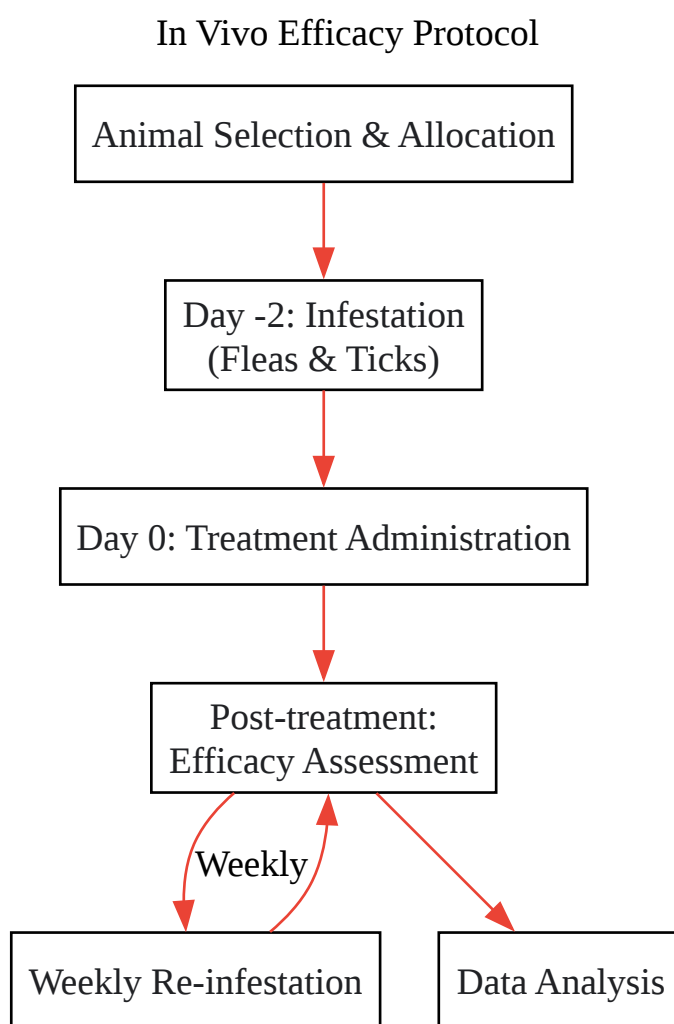 In Vivo Efficacy Protocol
Animal Selection & Allocation
Day -2: Infestation
(Fleas & Ticks)
Day 0: Treatment Administration
Post-treatment:
Efficacy Assessment
Weekly
Weekly Re-infestation
Data Analysis